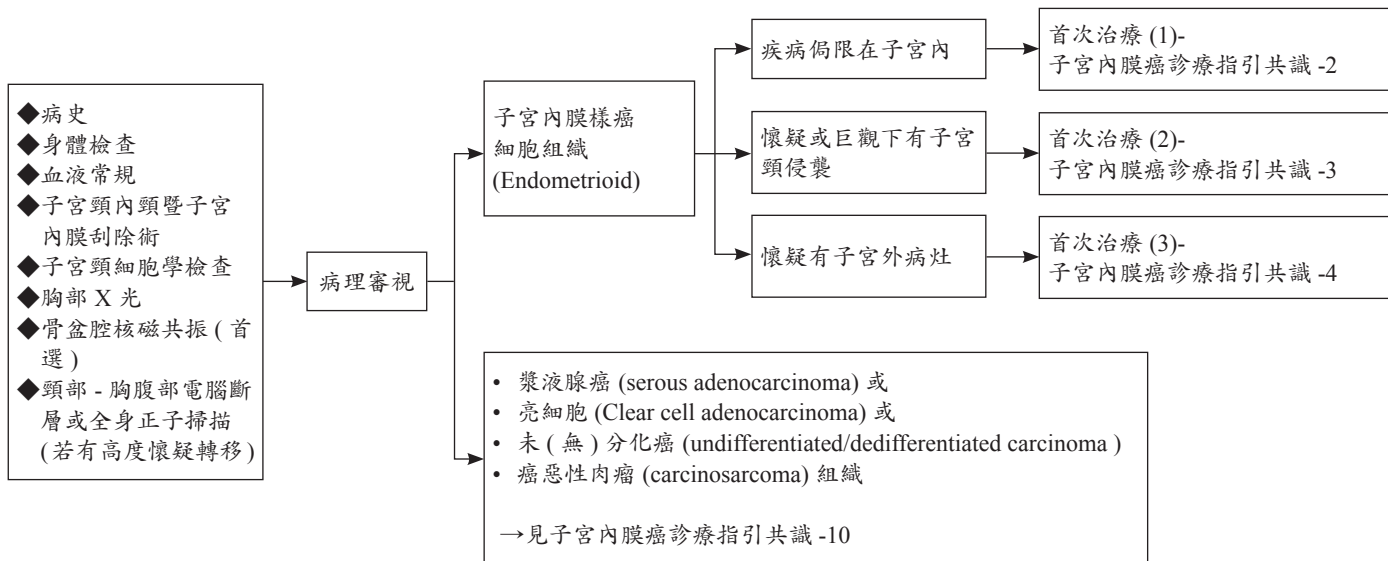 ◆病史
◆身體檢查
◆血液常規
◆子宮頸內頸暨子宮
內膜刮除術
◆子宮頸細胞學檢查
◆胸部 X 光
◆骨盆腔核磁共振 ( 首
選 )
◆頸部 - 胸腹部電腦斷
層或全身正子掃描
(若有高度懷疑轉移)
病理審視
子宮內膜樣癌
細胞組織
(Endometrioid)
疾病侷限在子宮內
首次治療 (1)-
子宮內膜癌診療指引共識 -2
懷疑或巨觀下有子宮
頸侵襲
首次治療 (2)-
子宮內膜癌診療指引共識 -3
懷疑有子宮外病灶
首次治療 (3)-
子宮內膜癌診療指引共識 -4
• 漿液腺癌 (serous adenocarcinoma) 或
• 亮細胞 (Clear cell adenocarcinoma) 或
• 未 ( 無 ) 分化癌 (undifferentiated/dedifferentiated carcinoma )
• 癌惡性肉瘤 (carcinosarcoma) 組織
→見子宮內膜癌診療指引共識 -10